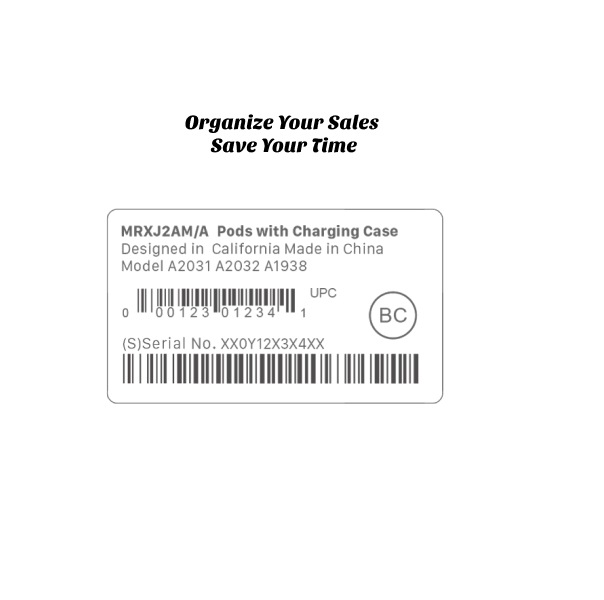 Organize Your Sales
Save Your Time
MRXJ2AM/A Pods with Charging Case
Designed in California Made in China
Model A2031 A2032 A1938
UPC
0 00123 01234 1
BC
(S)Serial No. XX0Y12X3X4XX